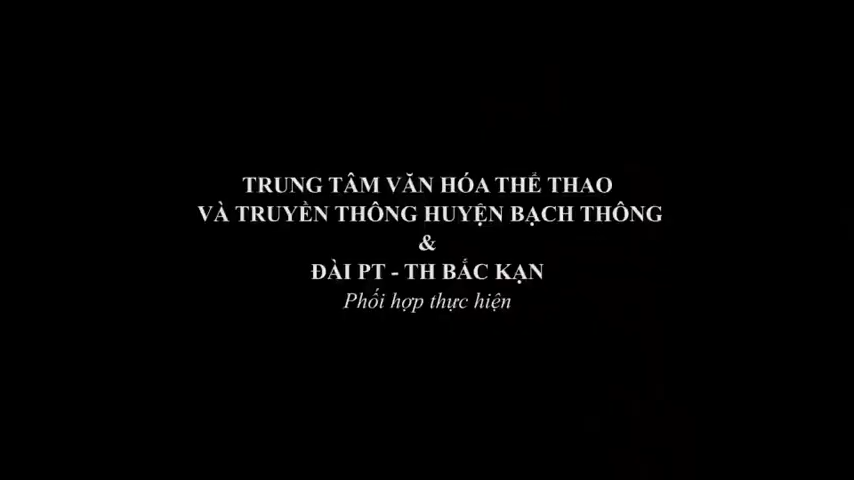 TRUNG TÂM VĂN HÓA THỂ THAO
VÀ TRUYỀN THÔNG HUYỆN BẠCH THÔNG
&
ĐÀI PT - TH BẮC KẠN
Phối hợp thực hiện